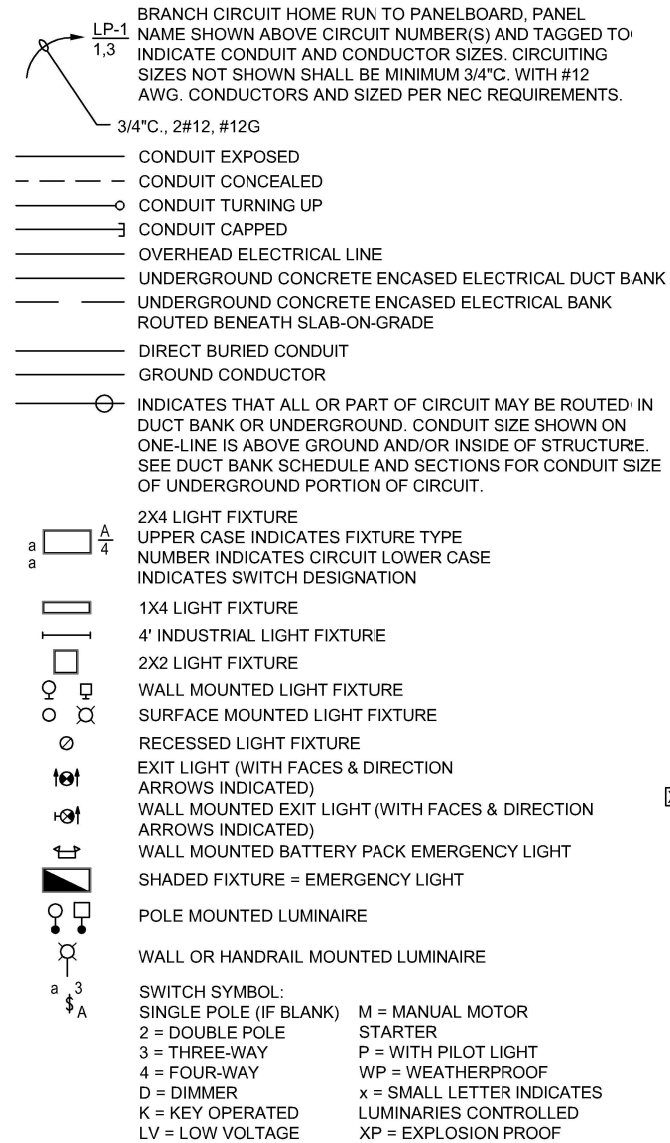 BRANCH CIRCUIT HOME RUN TO PANELBOARD, PANEL
LP-1 NAME SHOWN ABOVE CIRCUIT NUMBER(S) AND TAGGED TO
1,3 INDICATE CONDUIT AND CONDUCTOR SIZES. CIRCUITING
SIZES NOT SHOWN SHALL BE MINIMUM 3/4"C. WITH #12
AWG. CONDUCTORS AND SIZED PER NEC REQUIREMENTS.
3/4"C., 2#12, #12G
CONDUIT EXPOSED
CONDUIT CONCEALED
CONDUIT TURNING UP
CONDUIT CAPPED
OVERHEAD ELECTRICAL LINE
UNDERGROUND CONCRETE ENCASED ELECTRICAL DUCT BANK
UNDERGROUND CONCRETE ENCASED ELECTRICAL BANK
ROUTED BENEATH SLAB-ON-GRADE
DIRECT BURIED CONDUIT
GROUND CONDUCTOR
INDICATES THAT ALL OR PART OF CIRCUIT MAY BE ROUTED IN
DUCT BANK OR UNDERGROUND. CONDUIT SIZE SHOWN ON
ONE-LINE IS ABOVE GROUND AND/OR INSIDE OF STRUCTURE.
SEE DUCT BANK SCHEDULE AND SECTIONS FOR CONDUIT SIZE
OF UNDERGROUND PORTION OF CIRCUIT.
2X4 LIGHT FIXTURE
a A UPPER CASE INDICATES FIXTURE TYPE
a 4 NUMBER INDICATES CIRCUIT LOWER CASE
INDICATES SWITCH DESIGNATION
1X4 LIGHT FIXTURE
4' INDUSTRIAL LIGHT FIXTURE
2X2 LIGHT FIXTURE
WALL MOUNTED LIGHT FIXTURE
SURFACE MOUNTED LIGHT FIXTURE
RECESSED LIGHT FIXTURE
EXIT LIGHT (WITH FACES & DIRECTION
ARROWS INDICATED)
WALL MOUNTED EXIT LIGHT (WITH FACES & DIRECTION
ARROWS INDICATED)
WALL MOUNTED BATTERY PACK EMERGENCY LIGHT
SHADED FIXTURE = EMERGENCY LIGHT
POLE MOUNTED LUMINAIRE
WALL OR HANDRAIL MOUNTED LUMINAIRE
a 3
$ A
SWITCH SYMBOL:
SINGLE POLE (IF BLANK)
2 = DOUBLE POLE
3 = THREE-WAY
4 = FOUR-WAY
D = DIMMER
K = KEY OPERATED
LV = LOW VOLTAGE
M = MANUAL MOTOR
STARTER
P = WITH PILOT LIGHT
WP = WEATHERPROOF
x = SMALL LETTER INDICATES
LUMINARIES CONTROLLED
XP = EXPLOSION PROOF